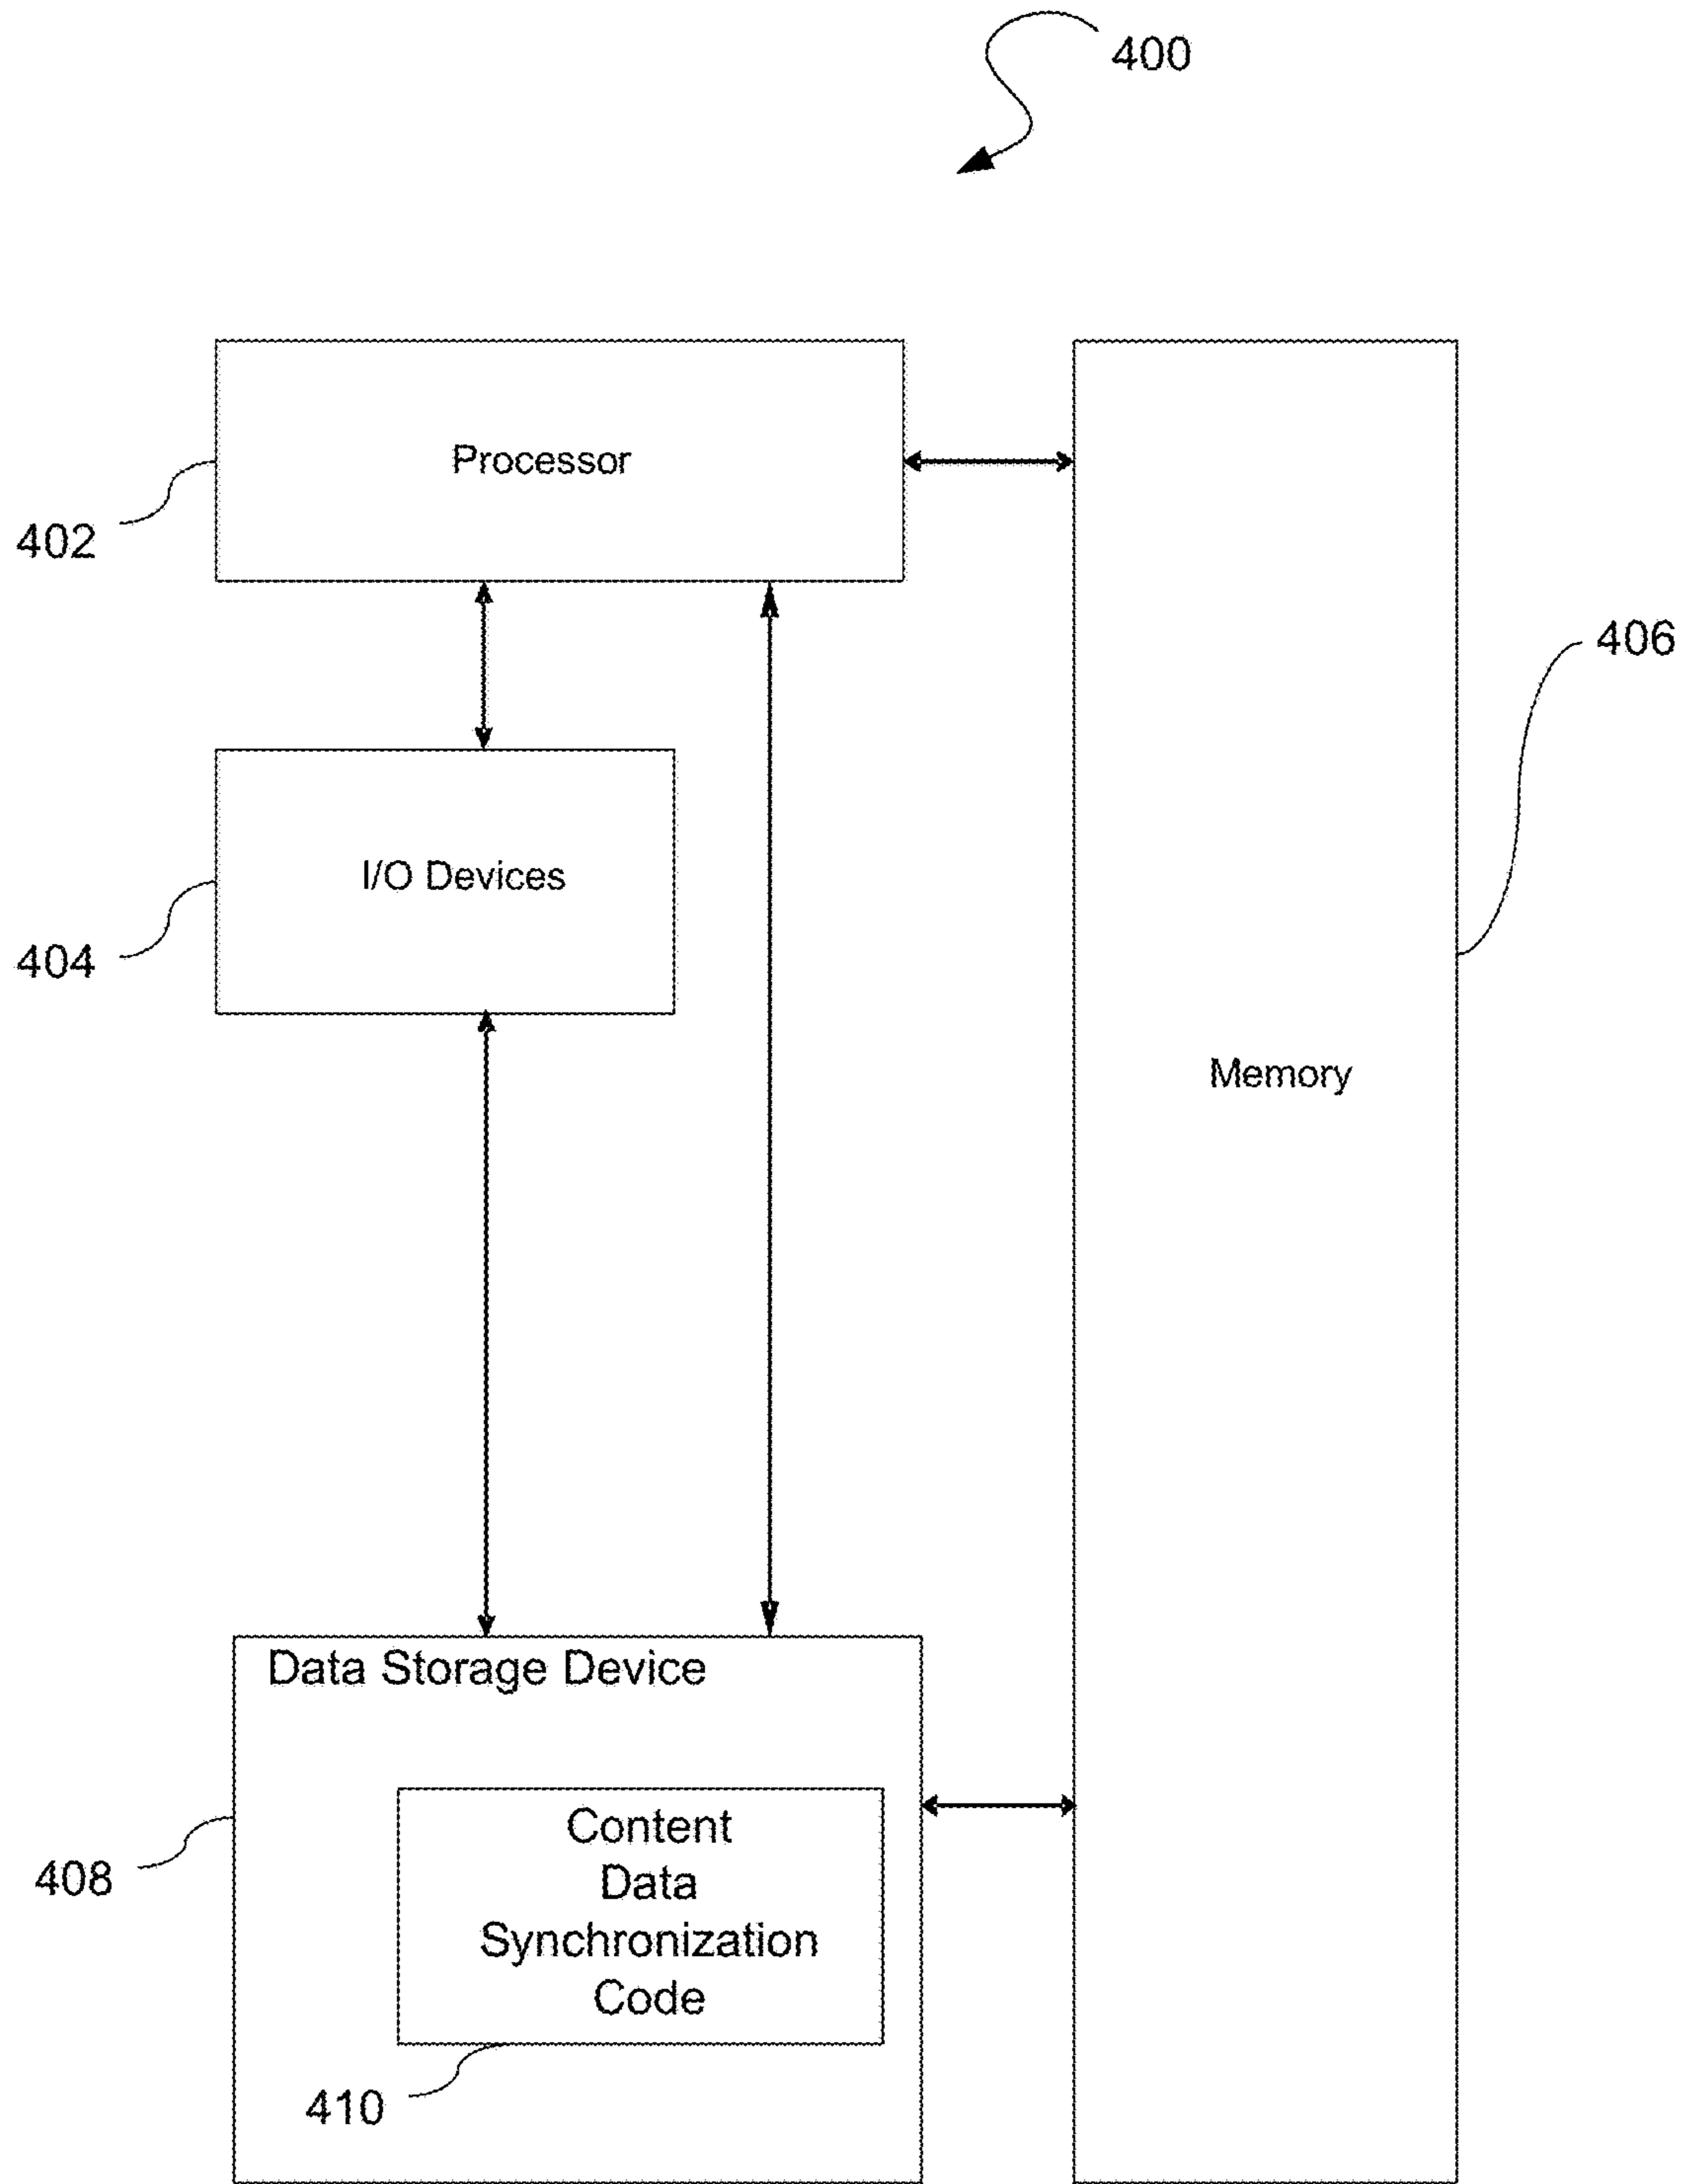 400
Processor
402
406
I/O Devices
404
Memory
Data Storage Device
Content
Data
Synchronization
Code
408
410